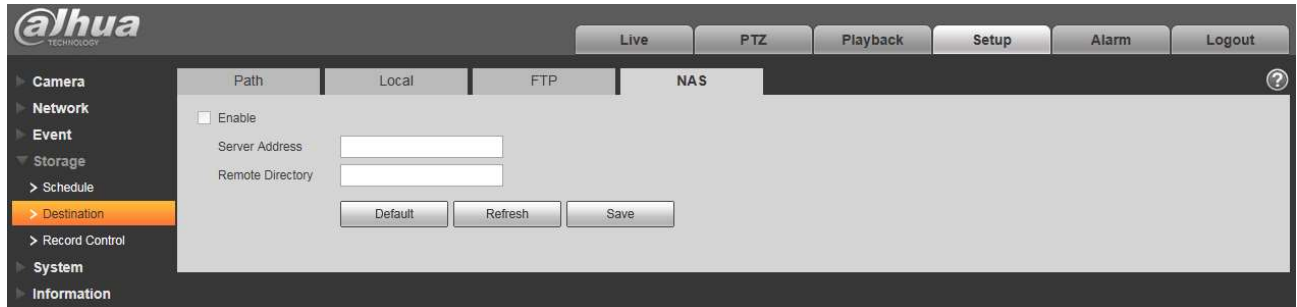 alhua
TECHNOLOGY
Live PTZ Playback Setup Alarm Logout
Camera
Network
Event
Storage
> Schedule
> Destination
> Record Control
System
Information
Path Local FTP NAS
?
Enable
Server Address
Remote Directory
Default Refresh Save